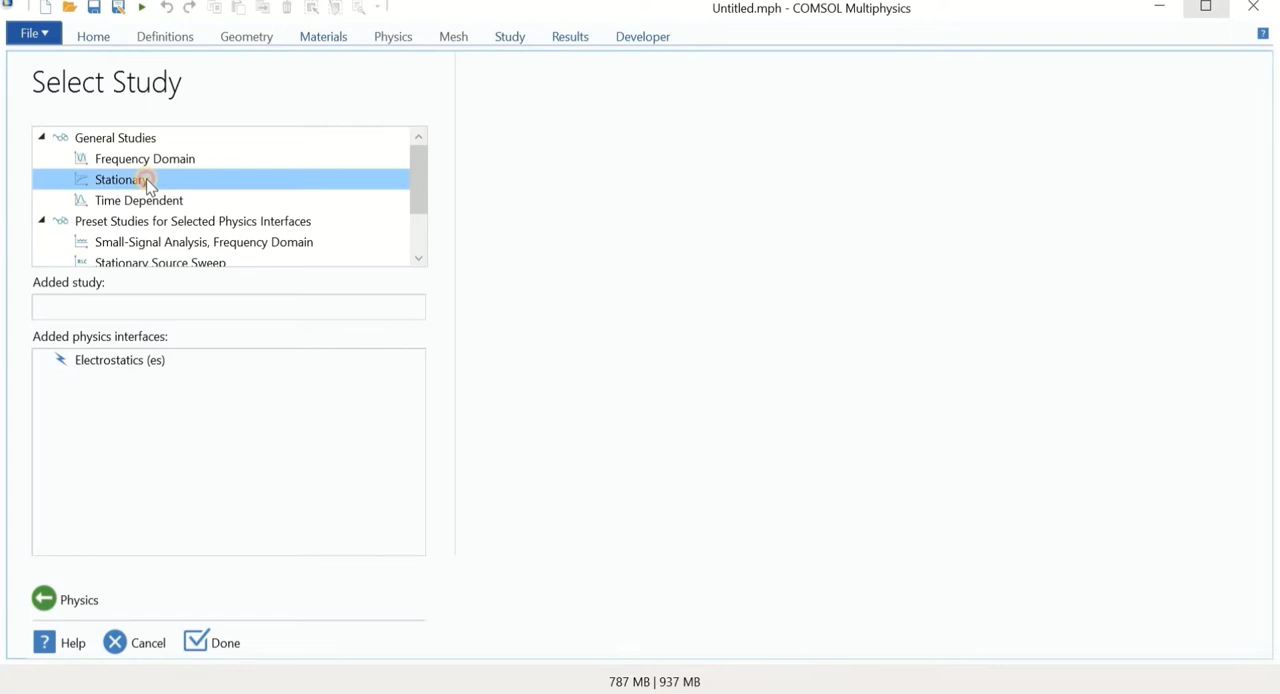 Untitled.mph - COMSOL Multiphysics
File Home Definitions Geometry Materials Physics Mesh Study Results Developer ?
Select Study
General Studies
Frequency Domain
Stationary
Time Dependent
Preset Studies for Selected Physics Interfaces
Small-Signal Analysis, Frequency Domain
Stationary Source Sweep
Added study:
Added physics interfaces:
Electrostatics (es)
Physics
? Help Cancel Done
787 MB | 937 MB